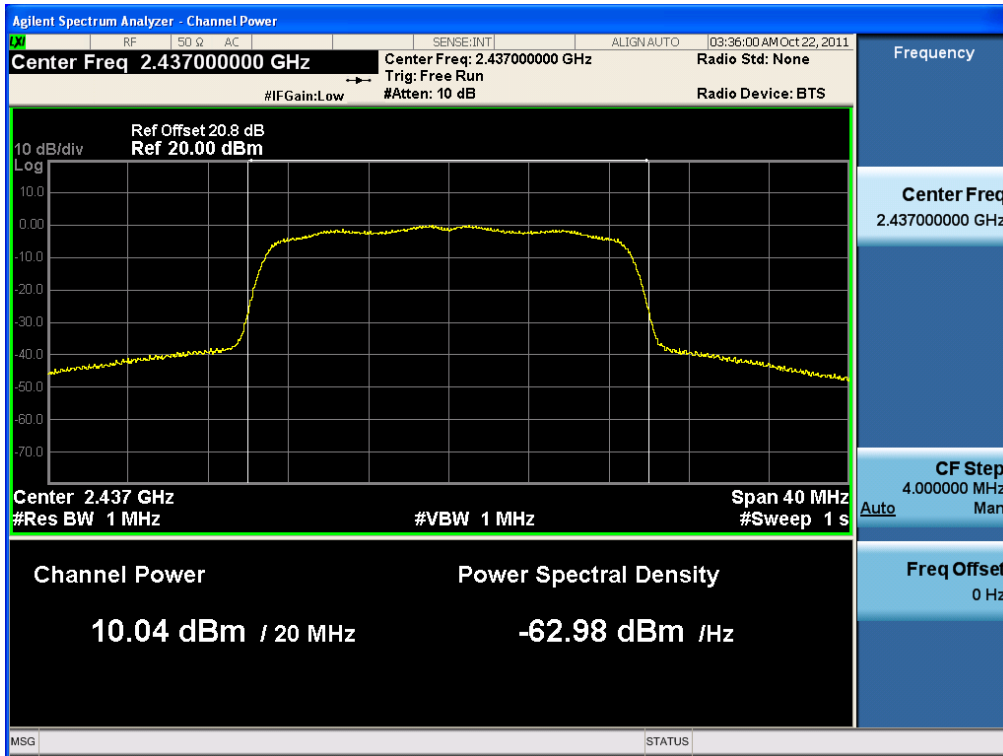 Agilent Spectrum Analyzer - Channel Power
LXI RF 50 Ω AC SENSE:INT ALIGN AUTO 03:36:00 AM Oct 22, 2011
Center Freq 2.437000000 GHz
Center Freq: 2.437000000 GHz
Radio Std: None
Trig: Free Run
#IFGain:Low
#Atten: 10 dB
Radio Device: BTS
Ref Offset 20.8 dB
10 dB/div
Ref 20.00 dBm
Log
10.0
0.00
-10.0
-20.0
-30.0
-40.0
-50.0
-60.0
-70.0
Center 2.437 GHz
Span 40 MHz
#Res BW 1 MHz
#VBW 1 MHz
#Sweep 1 s
Channel Power
Power Spectral Density
10.04 dBm / 20 MHz
-62.98 dBm /Hz
MSG
STATUS
Frequency
Center Freq
2.437000000 GHz
CF Step
4.000000 MHz
Auto Man
Freq Offset
0 Hz